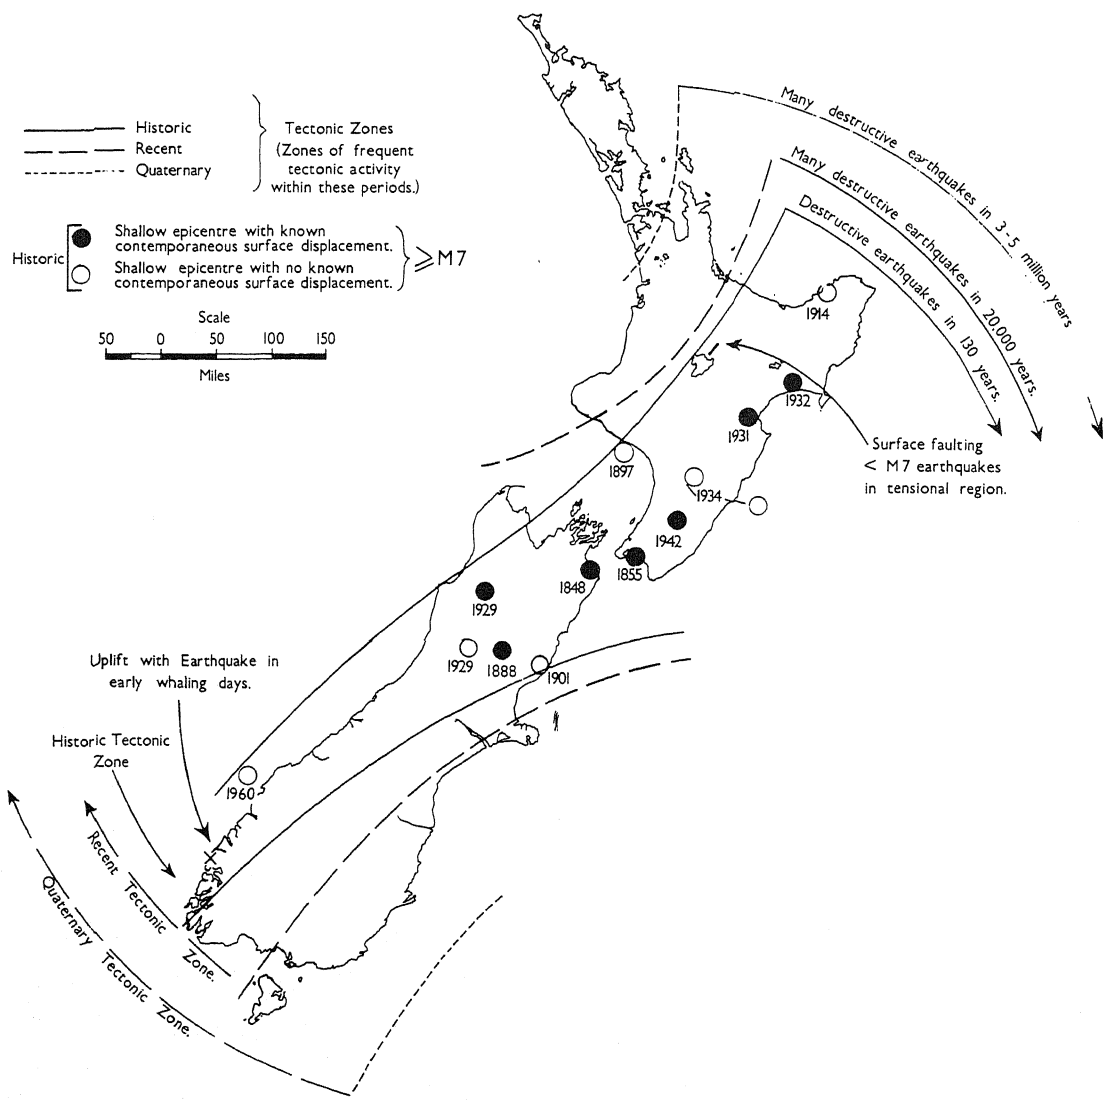 Historic
Recent
Quaternary
Tectonic Zones
(Zones of frequent
tectonic activity
within these periods.)
Historic
Shallow epicentre with known
contemporaneous surface displacement.
Shallow epicentre with no known
contemporaneous surface displacement.
≥ M7
Scale
50 0 50 100 150
Miles
Many destructive earthquakes in 3-5 million years
Many destructive earthquakes in 20,000 years.
Destructive earthquakes in 130 years.
1914
1932
1931
Surface faulting
< M7 earthquakes
in tensional region.
1897
1934
1942
1855
1848
1929
1929
1888
1901
Uplift with Earthquake in
early whaling days.
Historic Tectonic
Zone
1960
Recent Tectonic Zone.
Quaternary Tectonic Zone.